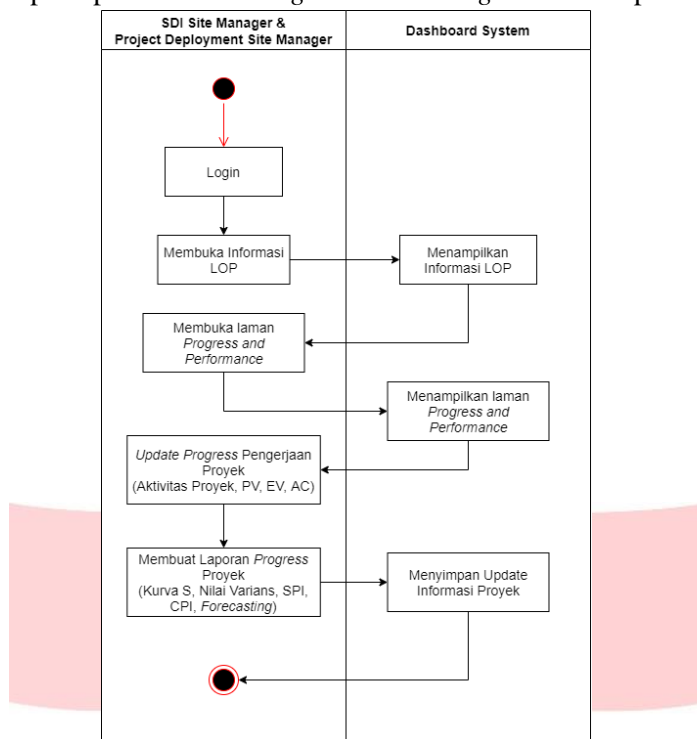 SDI Site Manager &
Project Deployment Site Manager
Dashboard System
Login
Membuka Informasi
LOP
Menampilkan
Informasi LOP
Membuka laman
Progress and
Performance
Menampilkan laman
Progress and
Performance
Update Progress Pengerjaan
Proyek
(Aktivitas Proyek, PV, EV, AC)
Membuat Laporan Progress
Proyek
(Kurva S, Nilai Varians, SPI,
CPI, Forecasting)
Menyimpan Update
Informasi Proyek